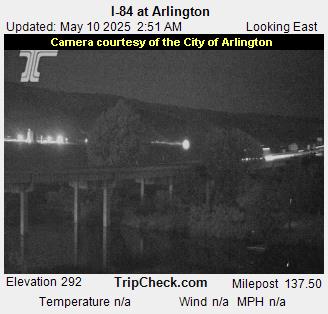 I-84 at Arlington
Updated: May 10 2025 2:51 AM Looking East
Camera courtesy of the City of Arlington
Elevation 292 TripCheck.com Milepost 137.50
Temperature n/a Wind n/a MPH n/a